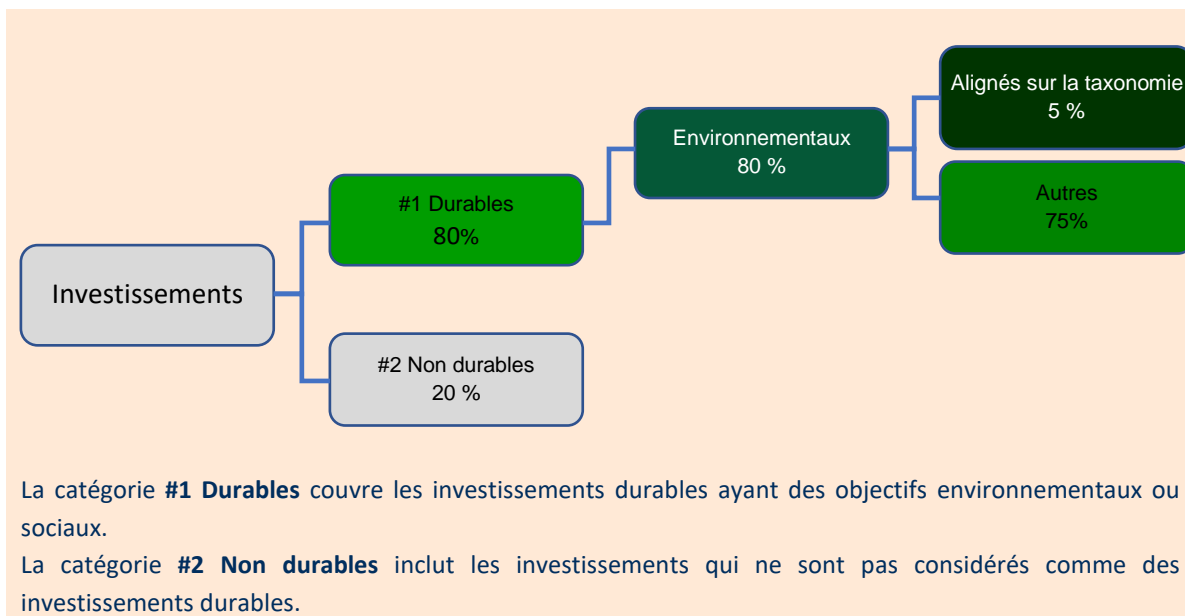 Alignés sur la taxonomie
5 %
Environnementaux
80 %
#1 Durables
80%
Autres
75%
Investissements
#2 Non durables
20 %
La catégorie #1 Durables couvre les investissements durables ayant des objectifs environnementaux ou
sociaux.
La catégorie #2 Non durables inclut les investissements qui ne sont pas considérés comme des
investissements durables.